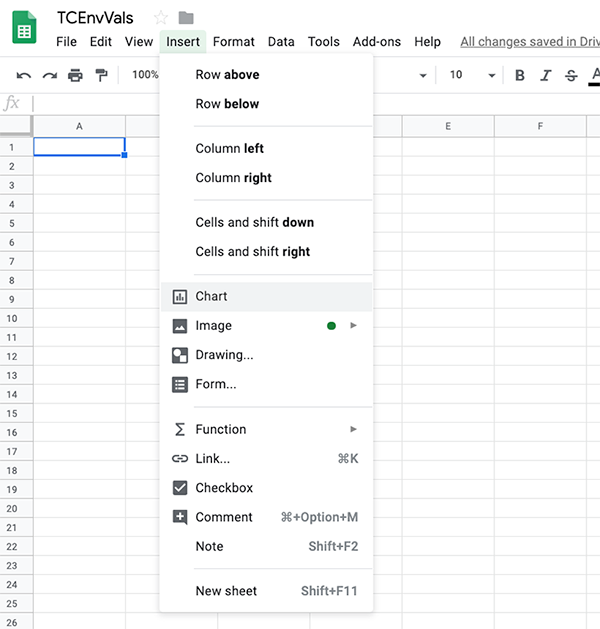 TCEnvVals
File Edit View Insert Format Data Tools Add-ons Help All changes saved in Driv
100% 10 B I S A
fx
A E F
1
2
3
4
5
6
7
8
9
10
11
12
13
14
15
16
17
18
19
20
21
22
23
24
25
26
Row above
Row below
Column left
Column right
Cells and shift down
Cells and shift right
Chart
Image
Drawing...
Form...
Function
Link... ⌘K
Checkbox
Comment ⌘+Option+M
Note Shift+F2
New sheet Shift+F11